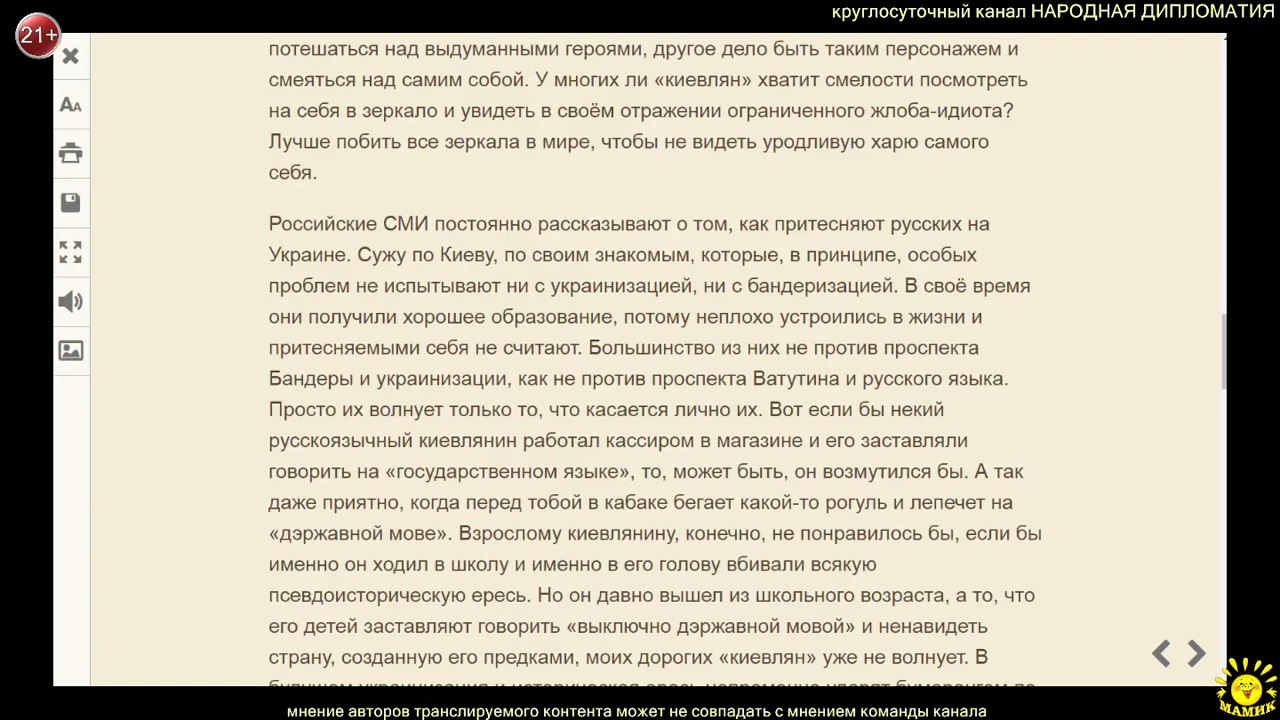 круглосуточный канал НАРОДНАЯ ДИПЛОМАТИЯ
21+
потешаться над выдуманными героями, другое дело быть таким персонажем и
смеяться над самим собой. У многих ли «киевлян» хватит смелости посмотреть
на себя в зеркало и увидеть в своём отражении ограниченного жлоба-идиота?
Лучше побить все зеркала в мире, чтобы не видеть уродливую харю самого
себя.
Российские СМИ постоянно рассказывают о том, как притесняют русских на
Украине. Сужу по Киеву, по своим знакомым, которые, в принципе, особых
проблем не испытывают ни с украинизацией, ни с бандеризацией. В своё время
они получили хорошее образование, потому неплохо устроились в жизни и
притесняемыми себя не считают. Большинство из них не против проспекта
Бандеры и украинизации, как не против проспекта Ватутина и русского языка.
Просто их волнует только то, что касается лично их. Вот если бы некий
русскоязычный киевлянин работал кассиром в магазине и его заставляли
говорить на «государственном языке», то, может быть, он возмутился бы. А так
даже приятно, когда перед тобой в кабаке бегает какой-то рогуль и лепечет на
«дэржавной мове». Взрослому киевлянину, конечно, не понравилось бы, если бы
именно он ходил в школу и именно в его голову вбивали всякую
псевдоисторическую ересь. Но он давно вышел из школьного возраста, а то, что
его детей заставляют говорить «выключно дэржавной мовой» и ненавидеть
страну, созданную его предками, моих дорогих «киевлян» уже не волнует. В
МАМИК
мнение авторов транслируемого контента может не совпадать с мнением команды канала